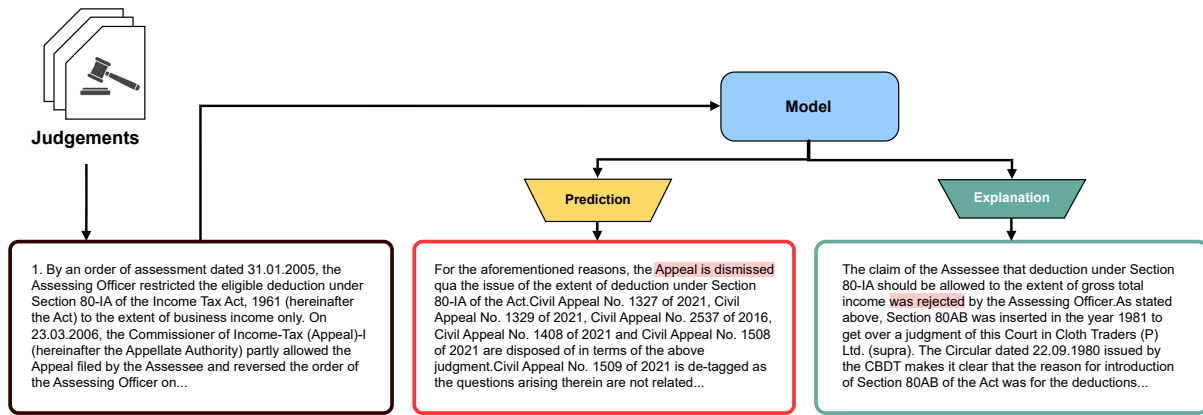 Judgements
Model
Prediction
Explanation
1. By an order of assessment dated 31.01.2005, the
Assessing Officer restricted the eligible deduction under
Section 80-IA of the Income Tax Act, 1961 (hereinafter
the Act) to the extent of business income only. On
23.03.2006, the Commissioner of Income-Tax (Appeal)-I
(hereinafter the Appellate Authority) partly allowed the
Appeal filed by the Assessee and reversed the order of
the Assessing Officer on...
For the aforementioned reasons, the Appeal is dismissed
qua the issue of the extent of deduction under Section
80-IA of the Act.Civil Appeal No. 1327 of 2021, Civil
Appeal No. 1329 of 2021, Civil Appeal No. 2537 of 2016,
Civil Appeal No. 1408 of 2021 and Civil Appeal No. 1508
of 2021 are disposed of in terms of the above
judgment.Civil Appeal No. 1509 of 2021 is de-tagged as
the questions arising therein are not related...
The claim of the Assessee that deduction under Section
80-IA should be allowed to the extent of gross total
income was rejected by the Assessing Officer.As stated
above, Section 80AB was inserted in the year 1981 to
get over a judgment of this Court in Cloth Traders (P)
Ltd. (supra). The Circular dated 22.09.1980 issued by
the CBDT makes it clear that the reason for introduction
of Section 80AB of the Act was for the deductions...